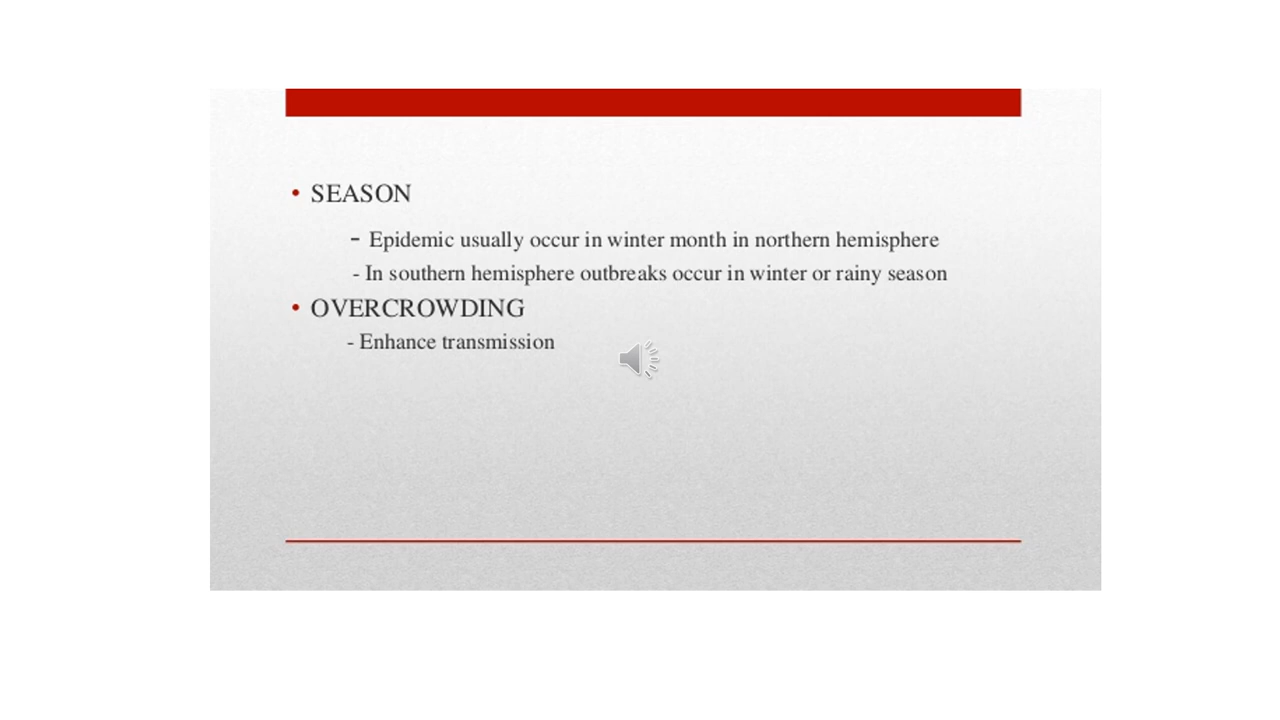 • SEASON
- Epidemic usually occur in winter month in northern hemisphere
- In southern hemisphere outbreaks occur in winter or rainy season
• OVERCROWDING
- Enhance transmission